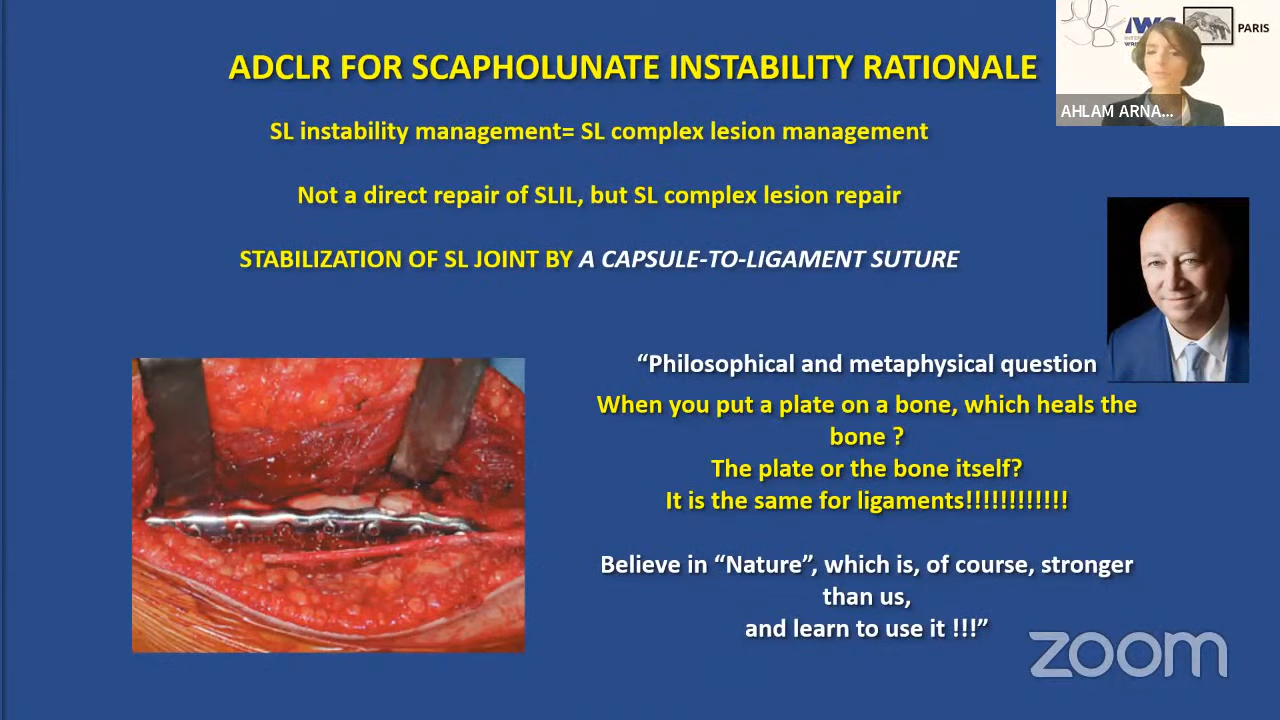 ADCLR FOR SCAPHOLUNATE INSTABILITY RATIONALE
SL instability management= SL complex lesion management
Not a direct repair of SLIL, but SL complex lesion repair
STABILIZATION OF SL JOINT BY A CAPSULE-TO-LIGAMENT SUTURE
PARIS
AHLAM ARNA...
“Philosophical and metaphysical question
When you put a plate on a bone, which heals the
bone ?
The plate or the bone itself?
It is the same for ligaments!!!!!!!!!!!!
Believe in “Nature”, which is, of course, stronger
than us,
and learn to use it !!!”
zoom